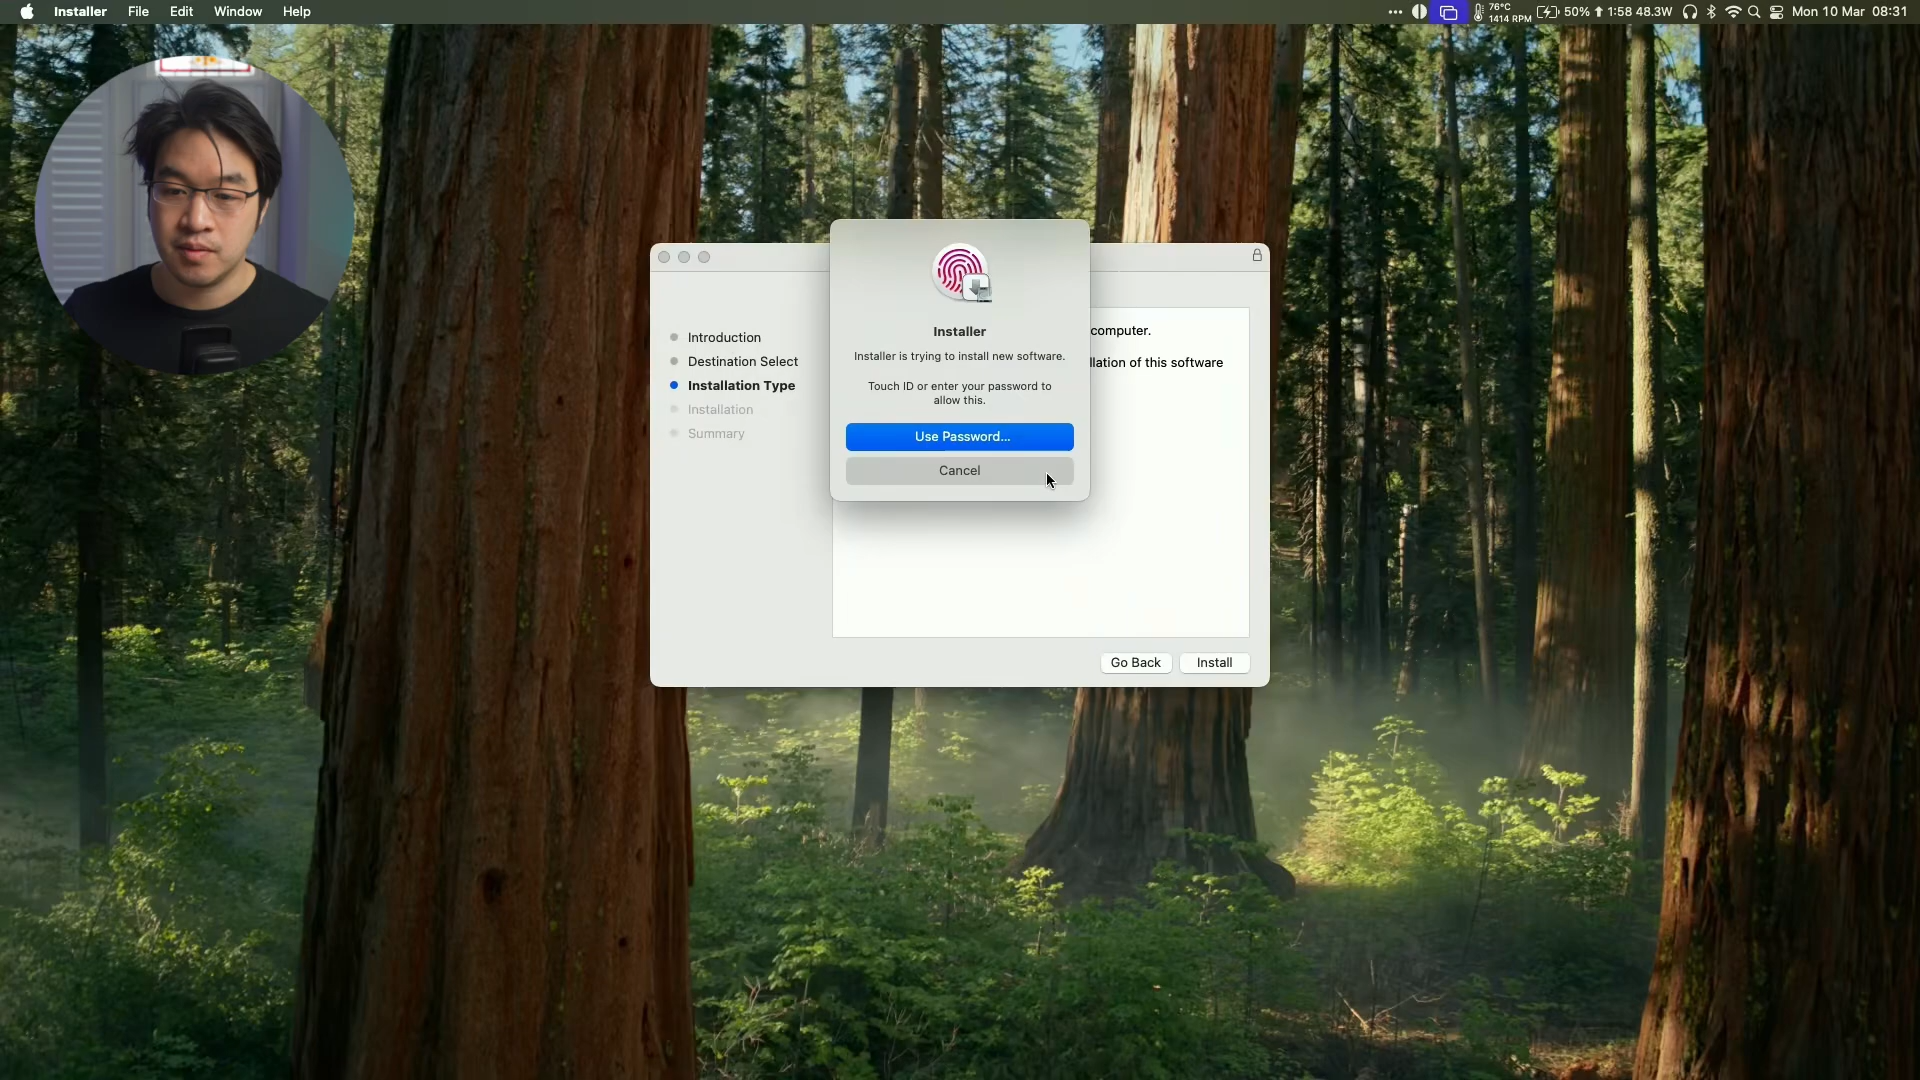 Installer File Edit Window Help
76°C
1414 RPM
50% 1:58 48.3W
Mon 10 Mar 08:31
Introduction
Destination Select
Installation Type
Installation
Summary
Installer
Installer is trying to install new software.
Touch ID or enter your password to
allow this.
Use Password...
Cancel
computer.
llation of this software
Go Back
Install